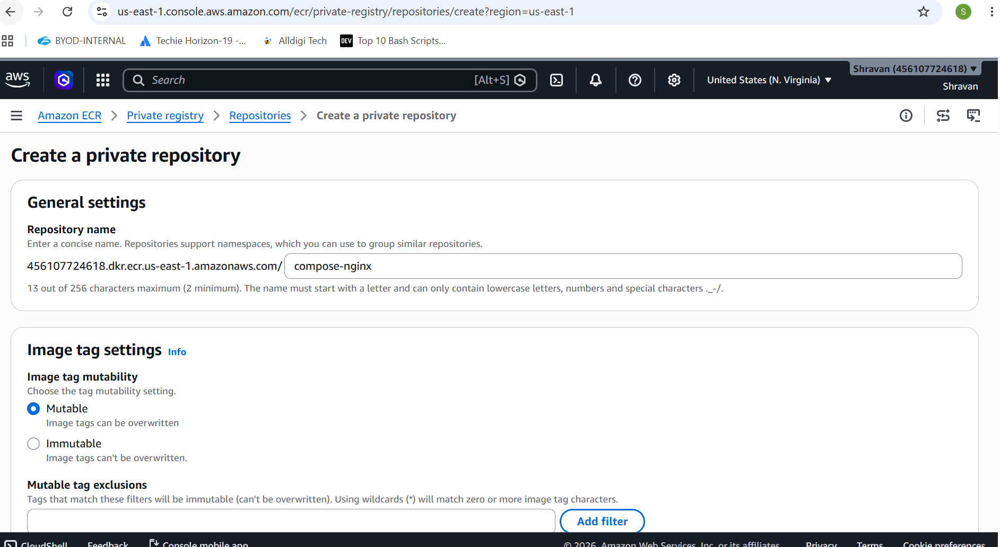 us-east-1.console.aws.amazon.com/ecr/private-registry/repositories/create?region=us-east-1
S
BYOD-INTERNAL
Techie Horizon-19 -...
Alldigi Tech
DEV
Top 10 Bash Scripts...
aws
Search
[Alt+S]
United States (N. Virginia)
Shravan (456107724618)
Shravan
Amazon ECR
Private registry
Repositories
Create a private repository
Create a private repository
General settings
Repository name
Enter a concise name. Repositories support namespaces, which you can use to group similar repositories.
456107724618.dkr.ecr.us-east-1.amazonaws.com/
compose-nginx
13 out of 256 characters maximum (2 minimum). The name must start with a letter and can only contain lowercase letters, numbers and special characters ._-/.
Image tag settings
Info
Image tag mutability
Choose the tag mutability setting.
Mutable
Image tags can be overwritten
Immutable
Image tags can't be overwritten.
Mutable tag exclusions
Tags that match these filters will be immutable (can't be overwritten). Using wildcards (*) will match zero or more image tag characters.
Add filter
CloudShell
Feedback
Console mobile app
© 2026, Amazon Web Services, Inc. or its affiliates.
Privacy
Terms
Cookie preferences